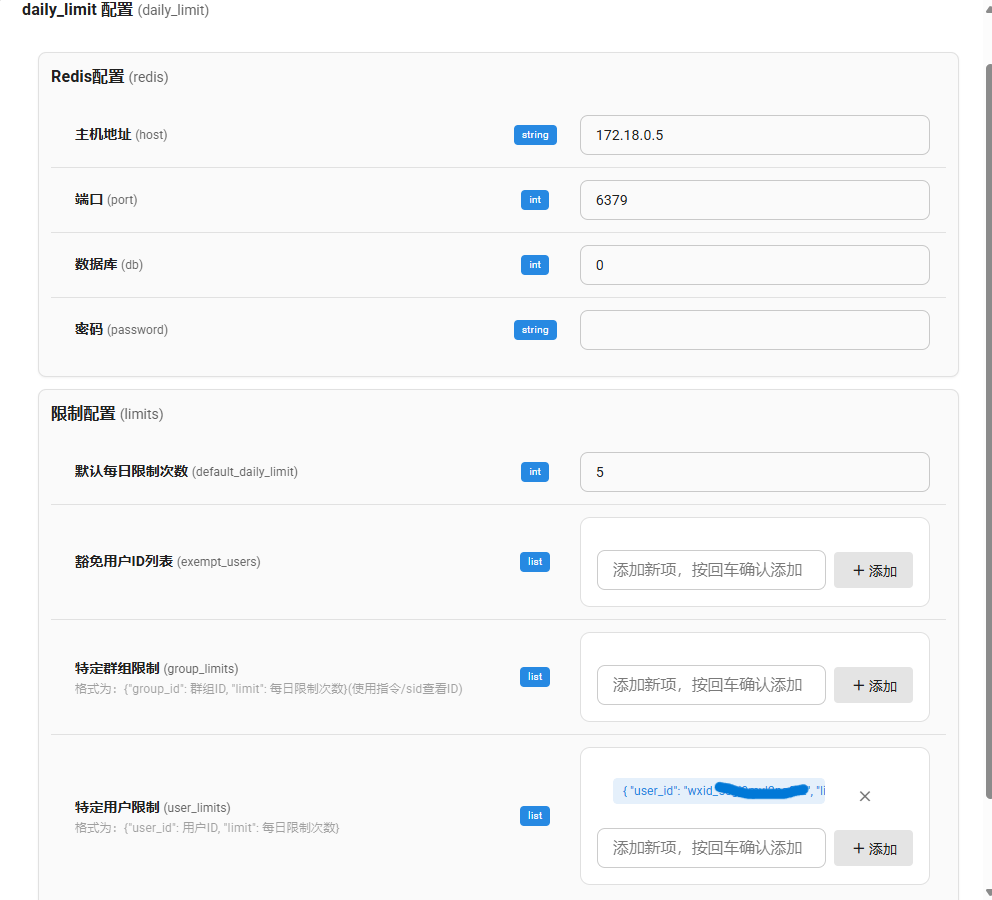 daily_limit 配置 (daily_limit)
Redis配置 (redis)
主机地址 (host) string 172.18.0.5
端口 (port) int 6379
数据库 (db) int 0
密码 (password) string
限制配置 (limits)
默认每日限制次数 (default_daily_limit) int 5
豁免用户ID列表 (exempt_users) list 添加新项，按回车确认添加 + 添加
特定群组限制 (group_limits)
格式为：{"group_id": 群组ID, "limit": 每日限制次数}(使用指令/sid查看ID)
list 添加新项，按回车确认添加 + 添加
特定用户限制 (user_limits)
格式为：{"user_id": 用户ID, "limit": 每日限制次数}
list
{ "user_id": "wxid_ ", "li
添加新项，按回车确认添加 + 添加